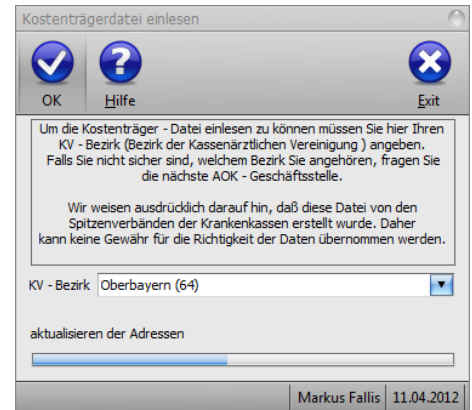 Kostenträgerdatei einlesen
OK
Hilfe
Exit
Um die Kostenträger - Datei einlesen zu können müssen Sie hier Ihren
KV - Bezirk (Bezirk der Kassenärztlichen Vereinigung ) angeben.
Falls Sie nicht sicher sind, welchem Bezirk Sie angehören, fragen Sie
die nächste AOK - Geschäftsstelle.
Wir weisen ausdrücklich darauf hin, daß diese Datei von den
Spitzenverbänden der Krankenkassen erstellt wurde. Daher
kann keine Gewähr für die Richtigkeit der Daten übernommen werden.
KV - Bezirk Oberbayern (64)
aktualisieren der Adressen
Markus Fallis 11.04.2012